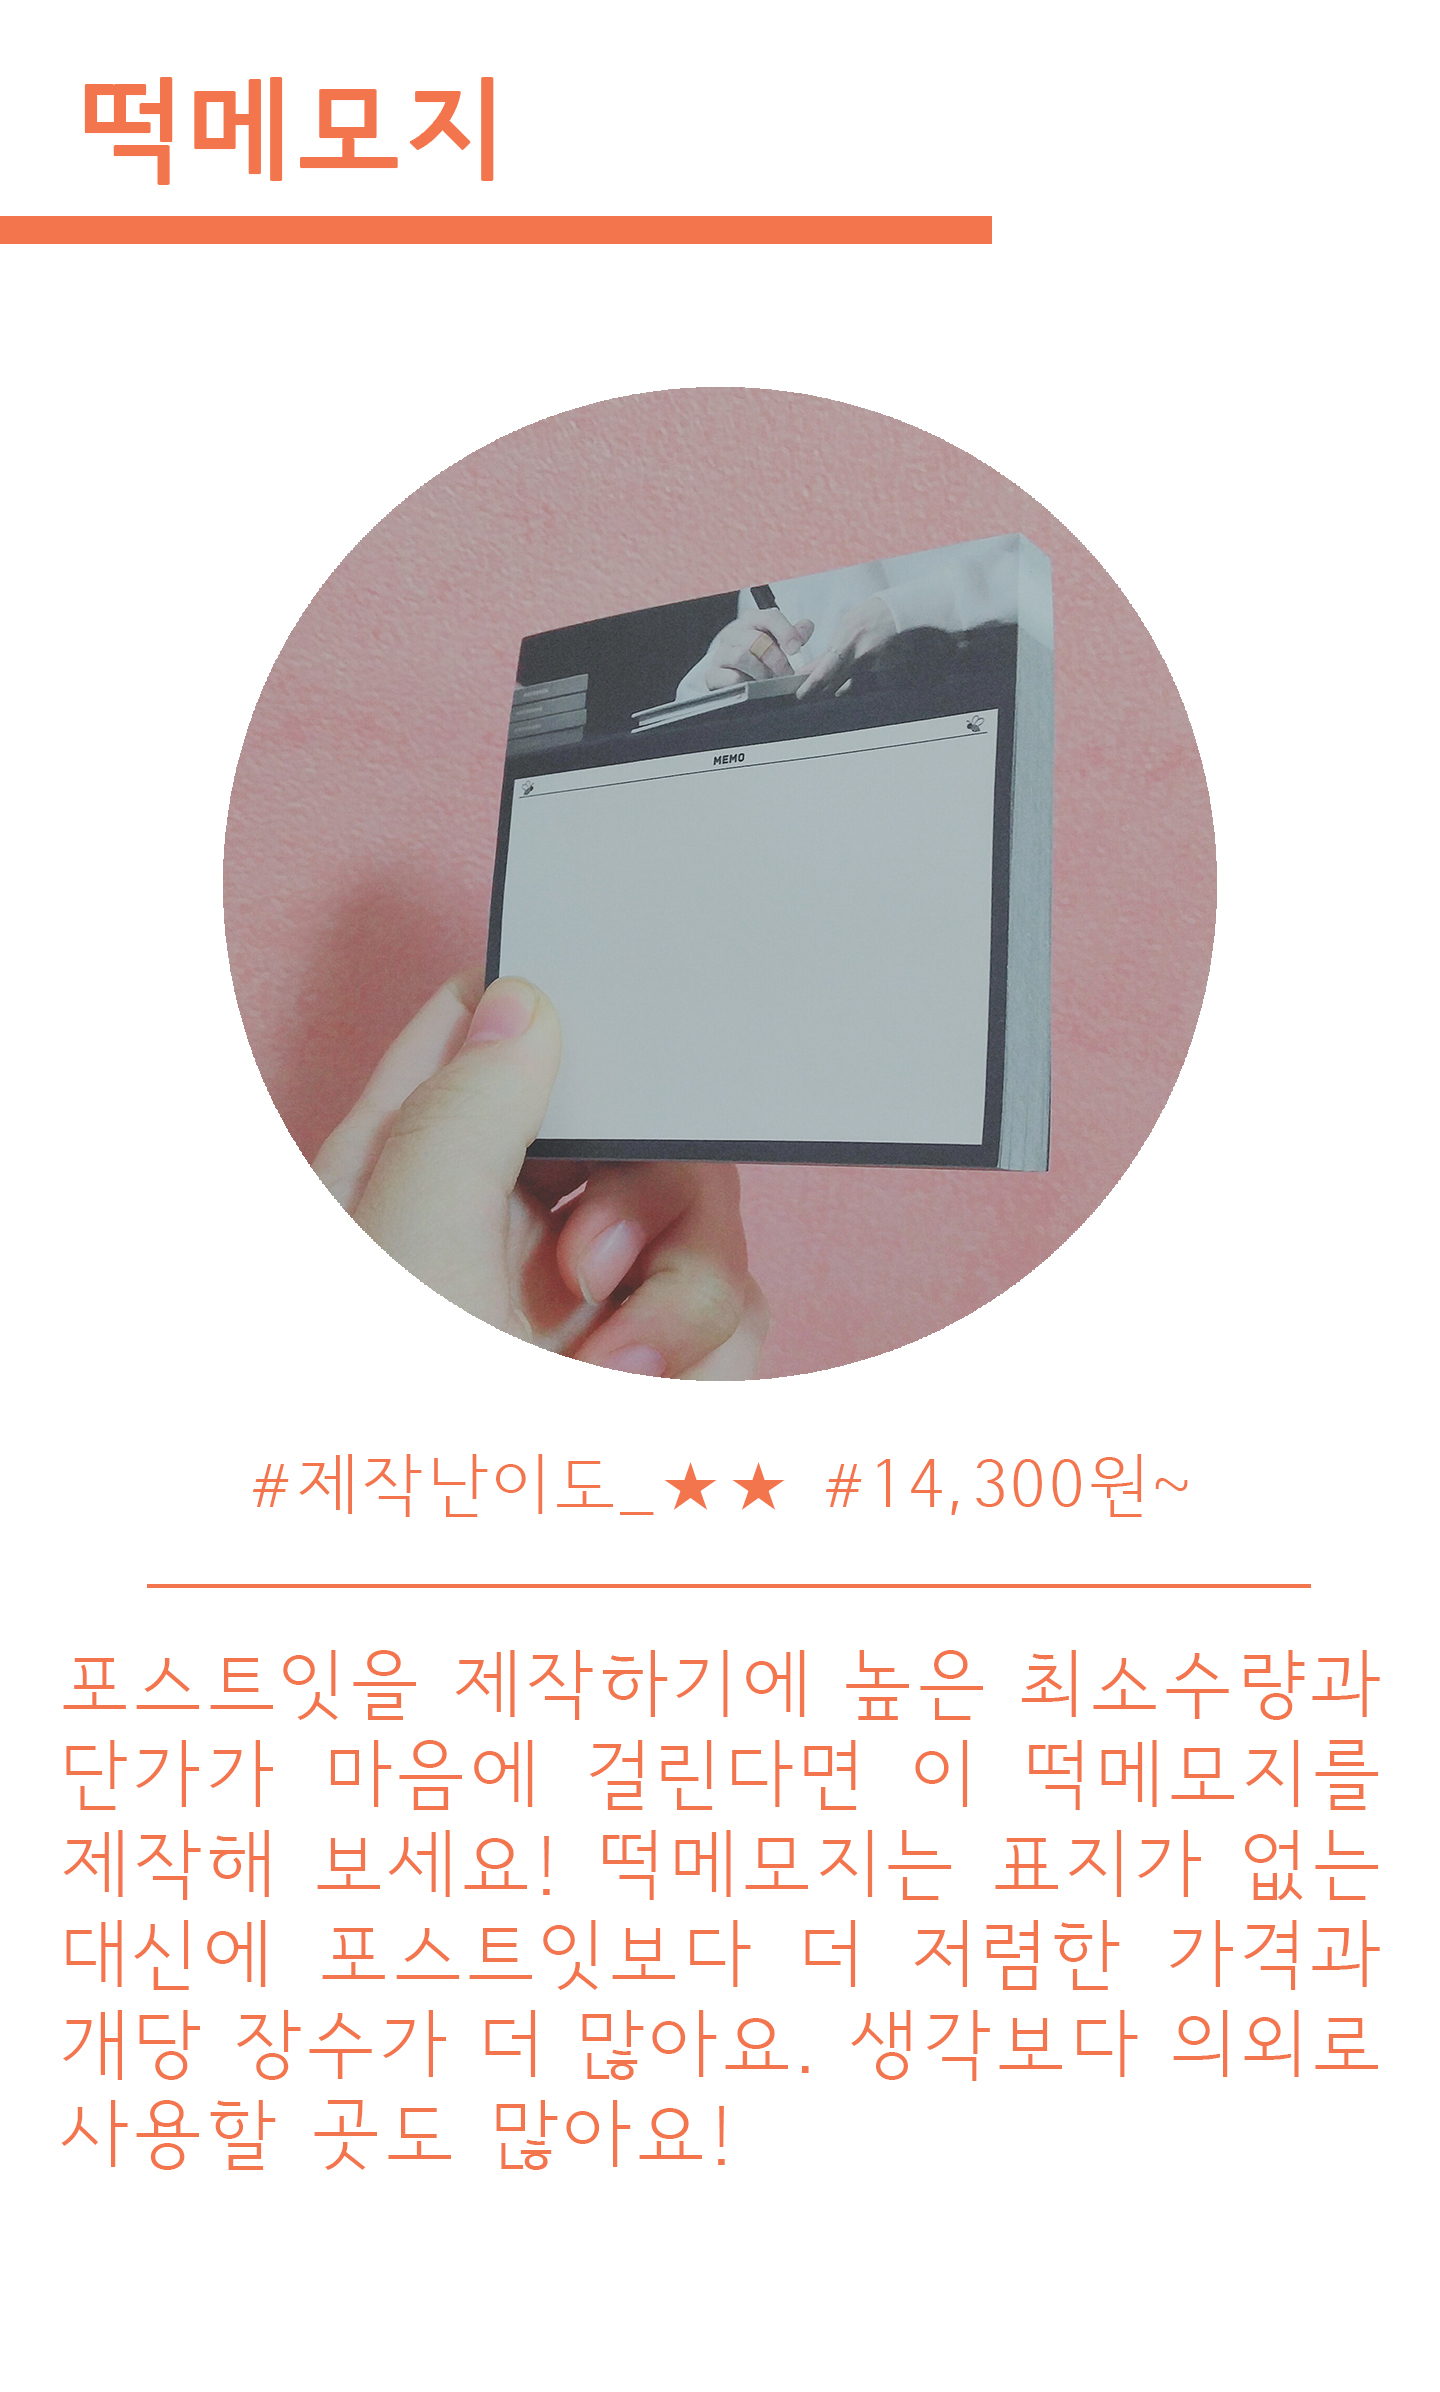 떡메모지
MEMO
#제작난이도_★★ #14,300원~
포스트잇을 제작하기에 높은 최소수량과
단가가 마음에 걸린다면 이 떡메모지를
제작해 보세요! 떡메모지는 표지가 없는
대신에 포스트잇보다 더 저렴한 가격과
개당 장수가 더 많아요. 생각보다 의외로
사용할 곳도 많아요!